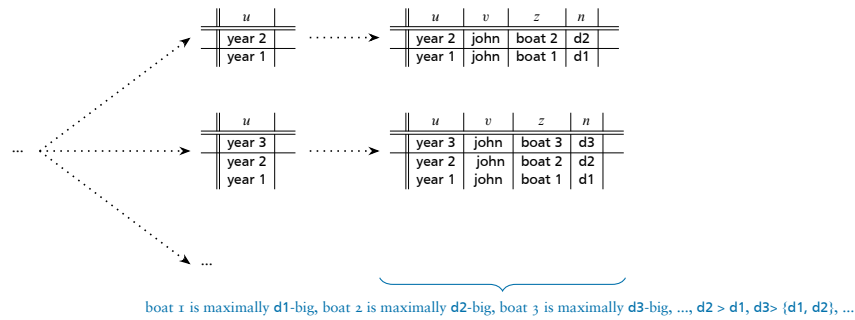 u u v z n
year 2 year 2 john boat 2 d2
year 1 year 1 john boat 1 d1
u u v z n
... year 3 year 3 john boat 3 d3
year 2 year 2 john boat 2 d2
year 1 year 1 john boat 1 d1
...
boat 1 is maximally d1-big, boat 2 is maximally d2-big, boat 3 is maximally d3-big, ..., d2 > d1, d3> {d1, d2}, ...